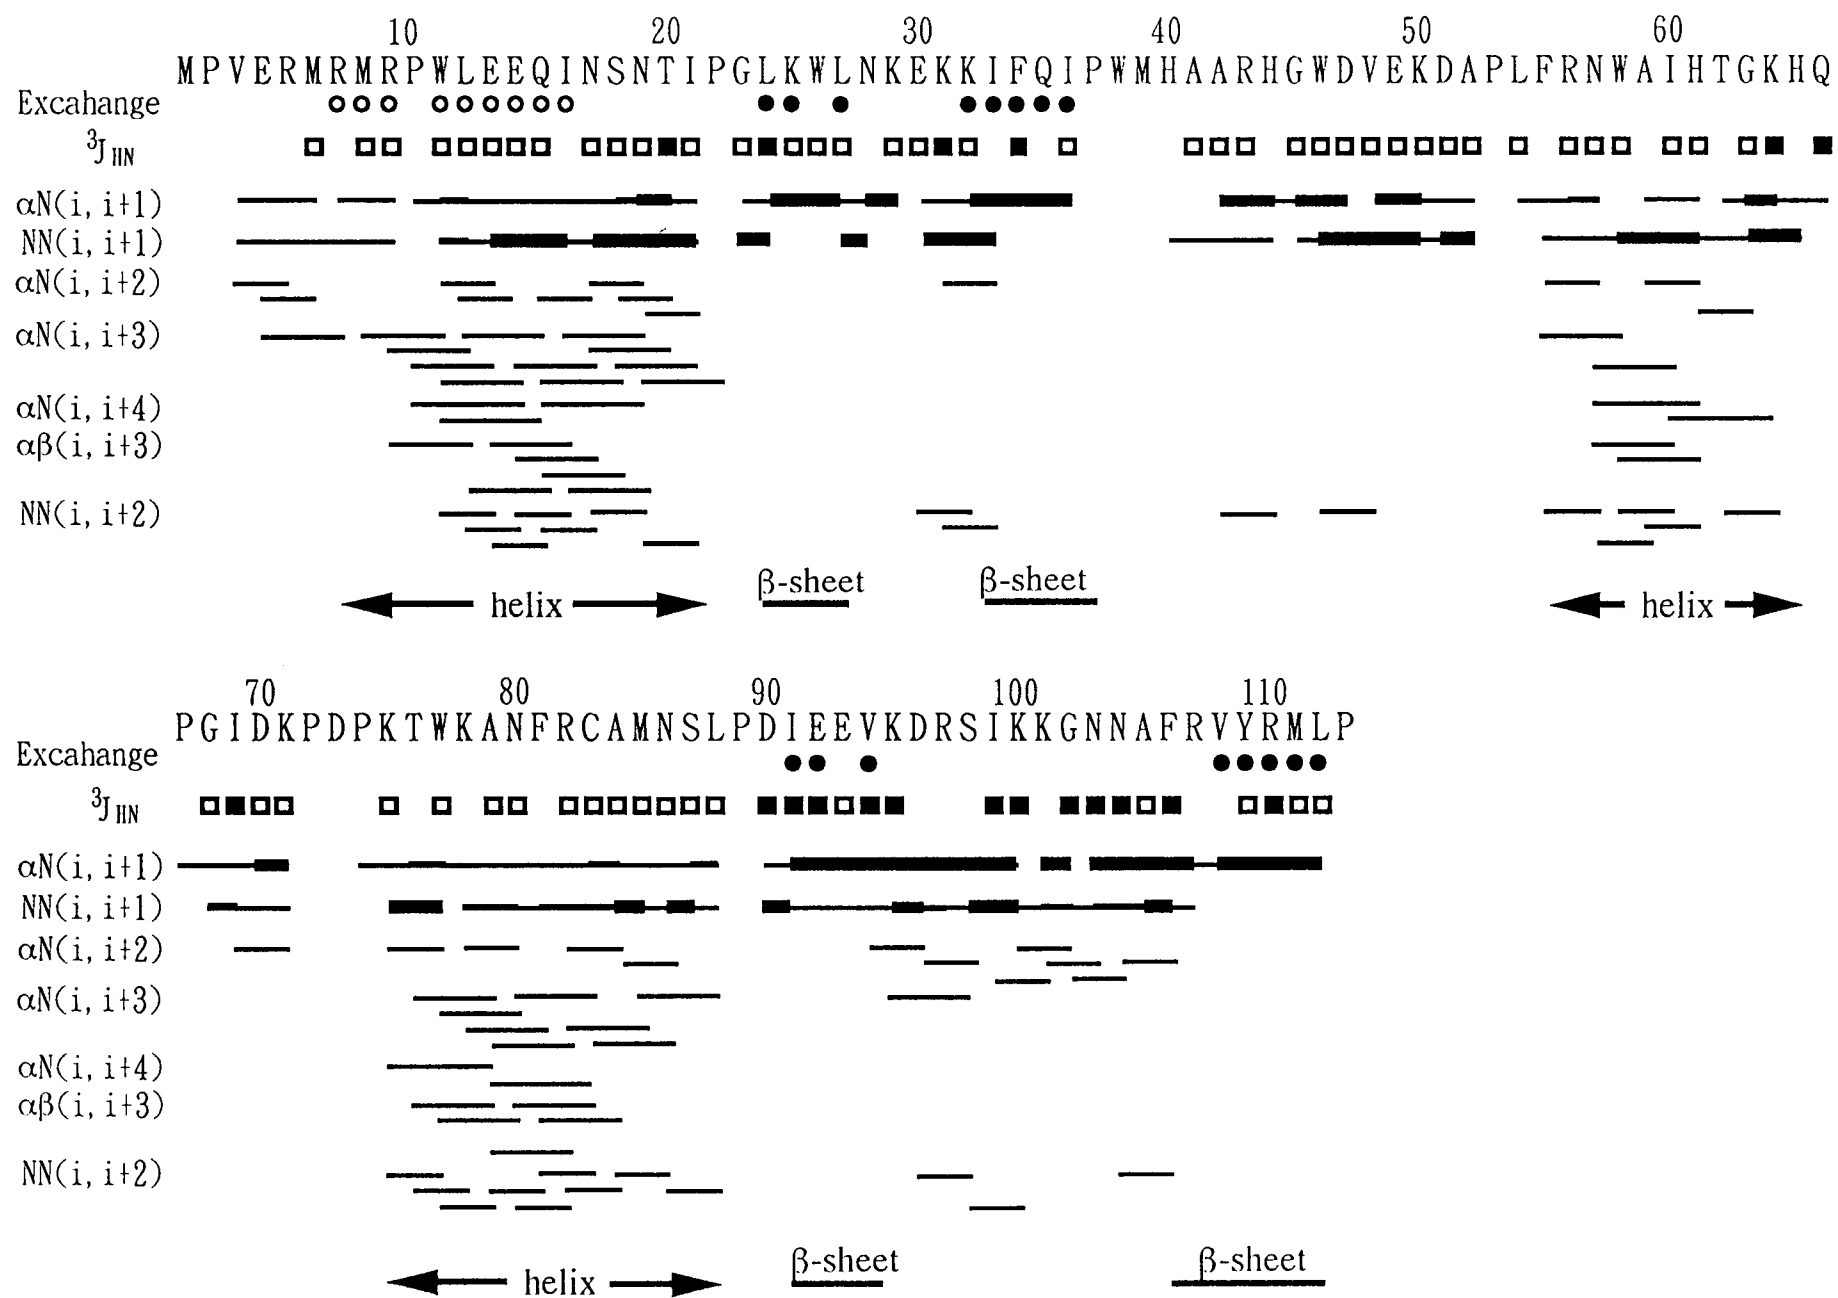 10 20 30 40 50 60
MPVERMRMRPWLEEQINSNTIPGLKWLNKEKKIFQIPWMHAARHGWDVEKDAPLFRNWAIHTGKHQ
Excahange
³J HN
αN(i, i+1)
NN(i, i+1)
αN(i, i+2)
αN(i, i+3)
αN(i, i+4)
αβ(i, i+3)
NN(i, i+2)
helix β-sheet β-sheet helix
70 80 90 100 110
PGIDKPDPKTWKANFRCAMNSLPDIEEVKDRSIKKGNNAFRVYRMLP
Excahange
³J HN
αN(i, i+1)
NN(i, i+1)
αN(i, i+2)
αN(i, i+3)
αN(i, i+4)
αβ(i, i+3)
NN(i, i+2)
helix β-sheet β-sheet